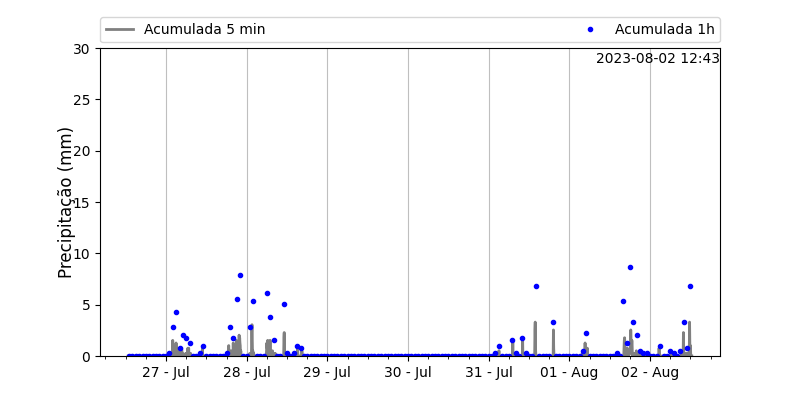 Acumulada 5 min
Acumulada 1h
2023-08-02 12:43
Precipitação (mm)
30
25
20
15
10
5
0
27 - Jul
28 - Jul
29 - Jul
30 - Jul
31 - Jul
01 - Aug
02 - Aug